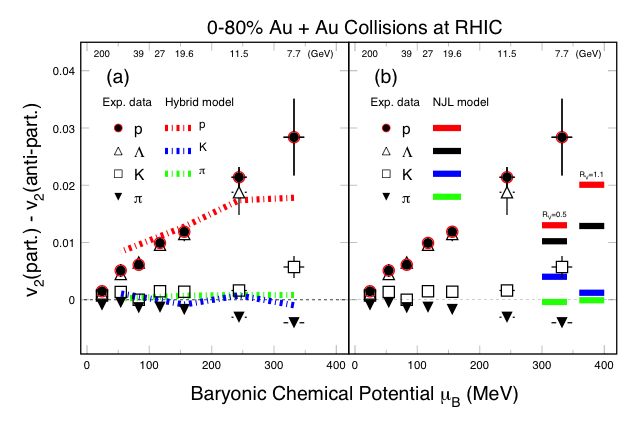 0-80% Au + Au Collisions at RHIC
200 39 27 19.6 11.5 7.7 (GeV)
200 39 27 19.6 11.5 7.7 (GeV)
(a)
(b)
Exp. data Hybrid model
p p
Λ K
K π
π
Exp. data NJL model
p
Λ
K
π
R_V=1.1
R_V=0.5
0.04
0.03
0.02
0.01
0
v₂(part.) - v₂(anti-part.)
0 100 200 300 400
0 100 200 300 400
Baryonic Chemical Potential μ_B (MeV)